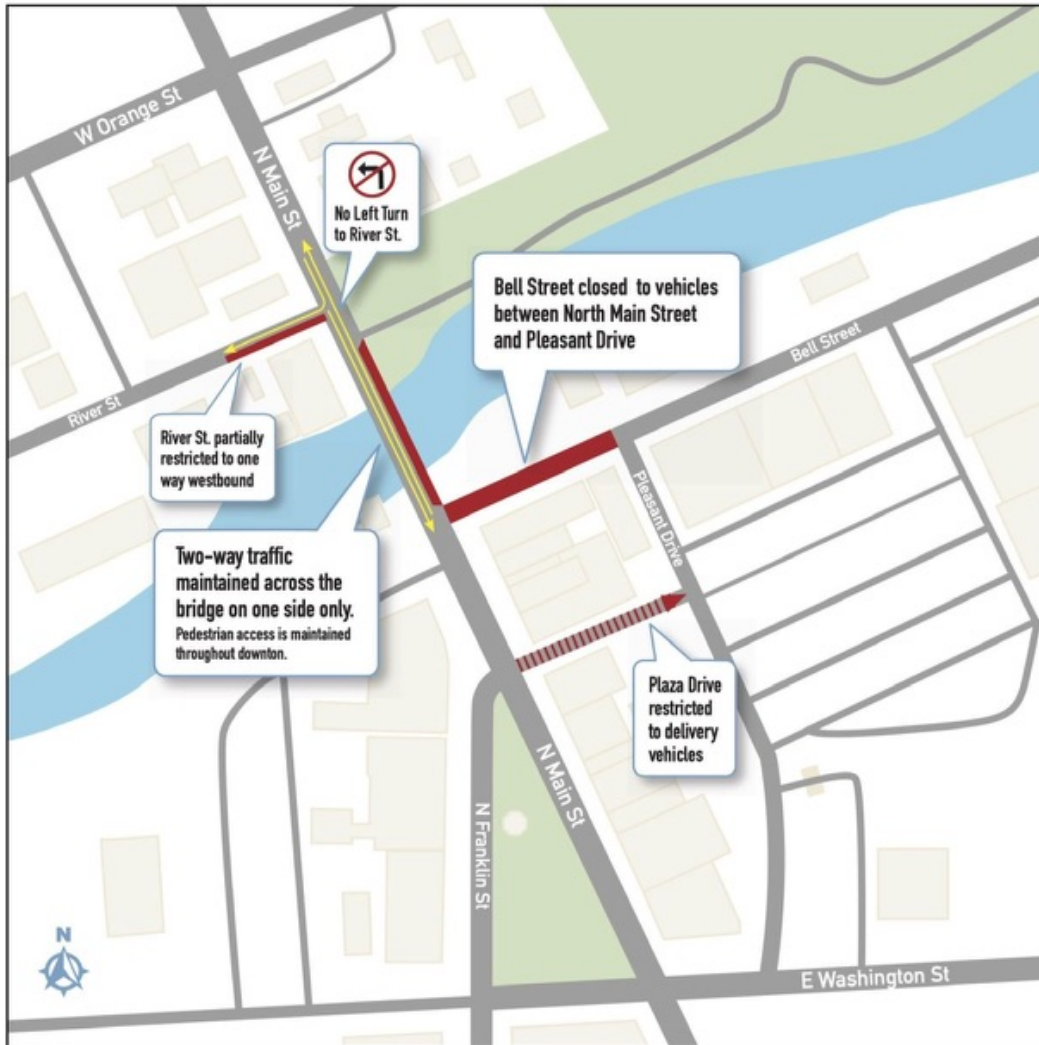 W Orange St
N Main St
No Left Turn
to River St.
Bell Street closed to vehicles
between North Main Street
and Pleasant Drive
Bell Street
River St
River St. partially
restricted to one
way westbound
Pleasant Drive
Two-way traffic
maintained across the
bridge on one side only.
Pedestrian access is maintained
throughout downton.
Plaza Drive
restricted
to delivery
vehicles
N Main St
N Franklin St
N
E Washington St